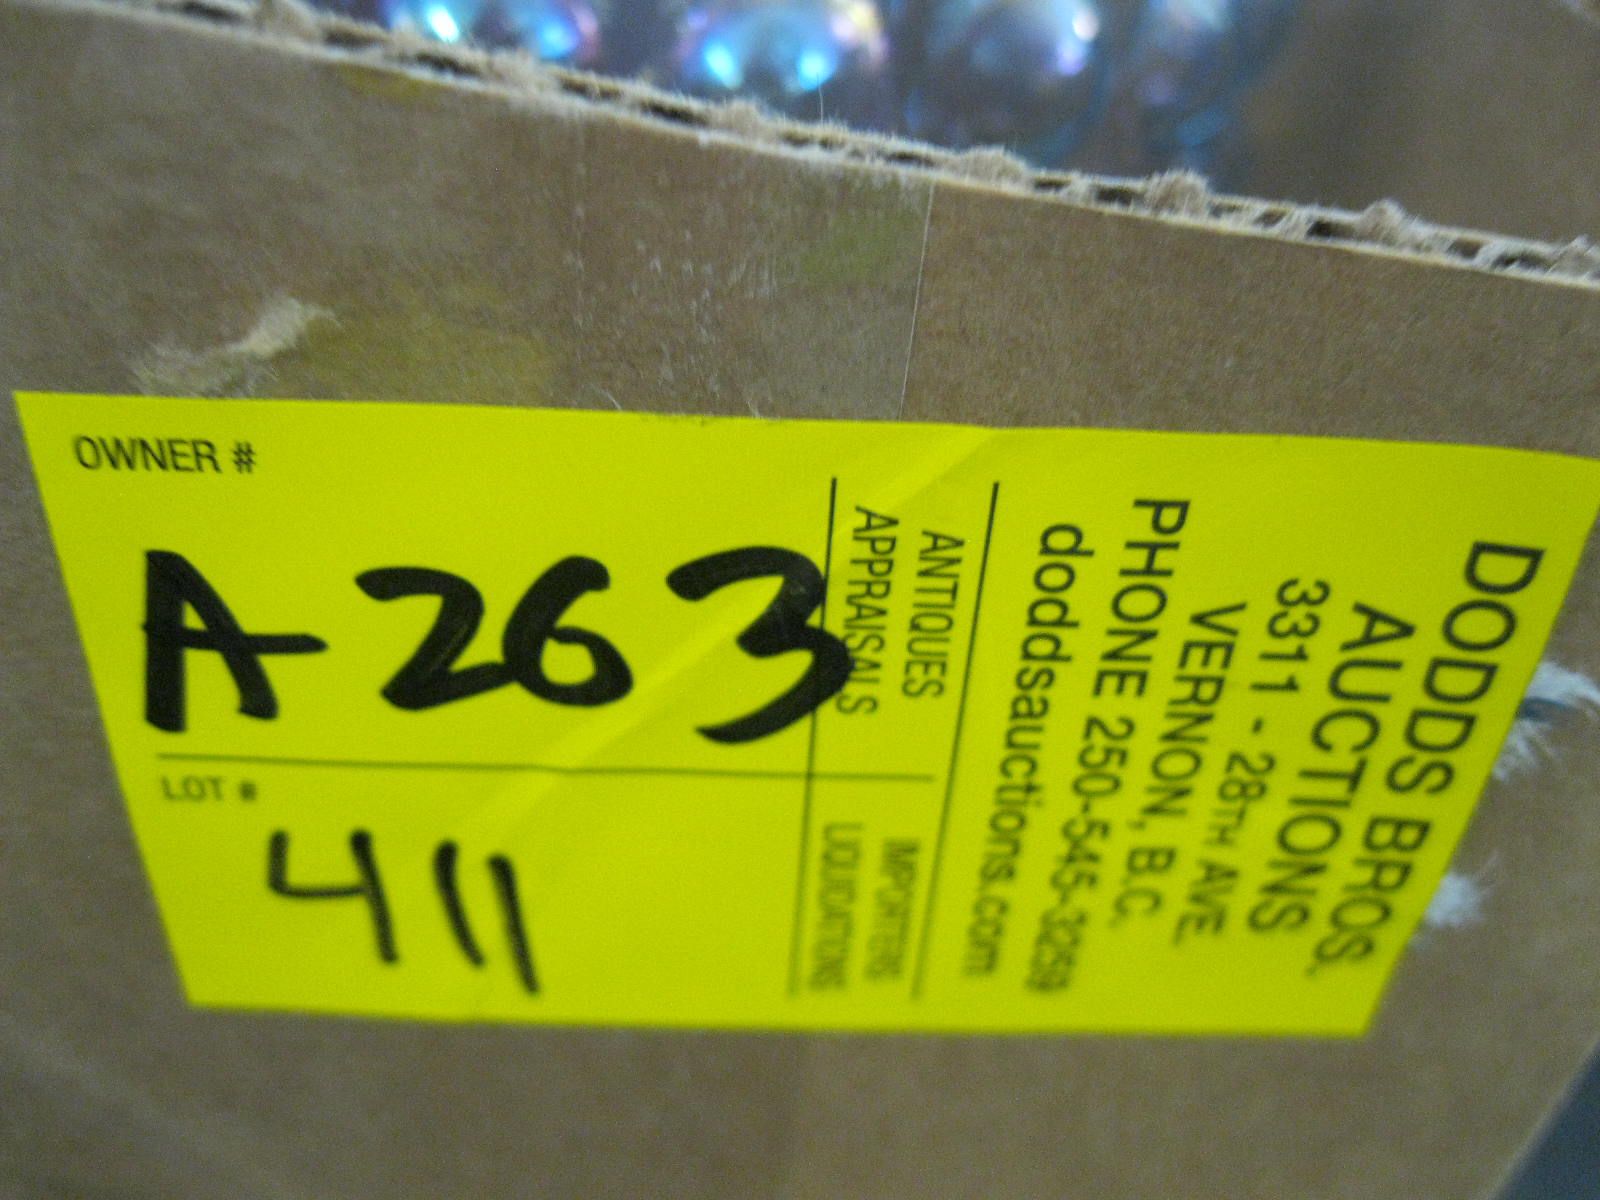 OWNER #
A263
LOT #
411
ANTIQUES
APPRAISALS
IMPORTERS
LIQUIDATIONS
DODDS BROS.
AUCTIONS
3311 - 28TH AVE.
VERNON, B.C.
PHONE 250-545-3259
doddsauctions.com